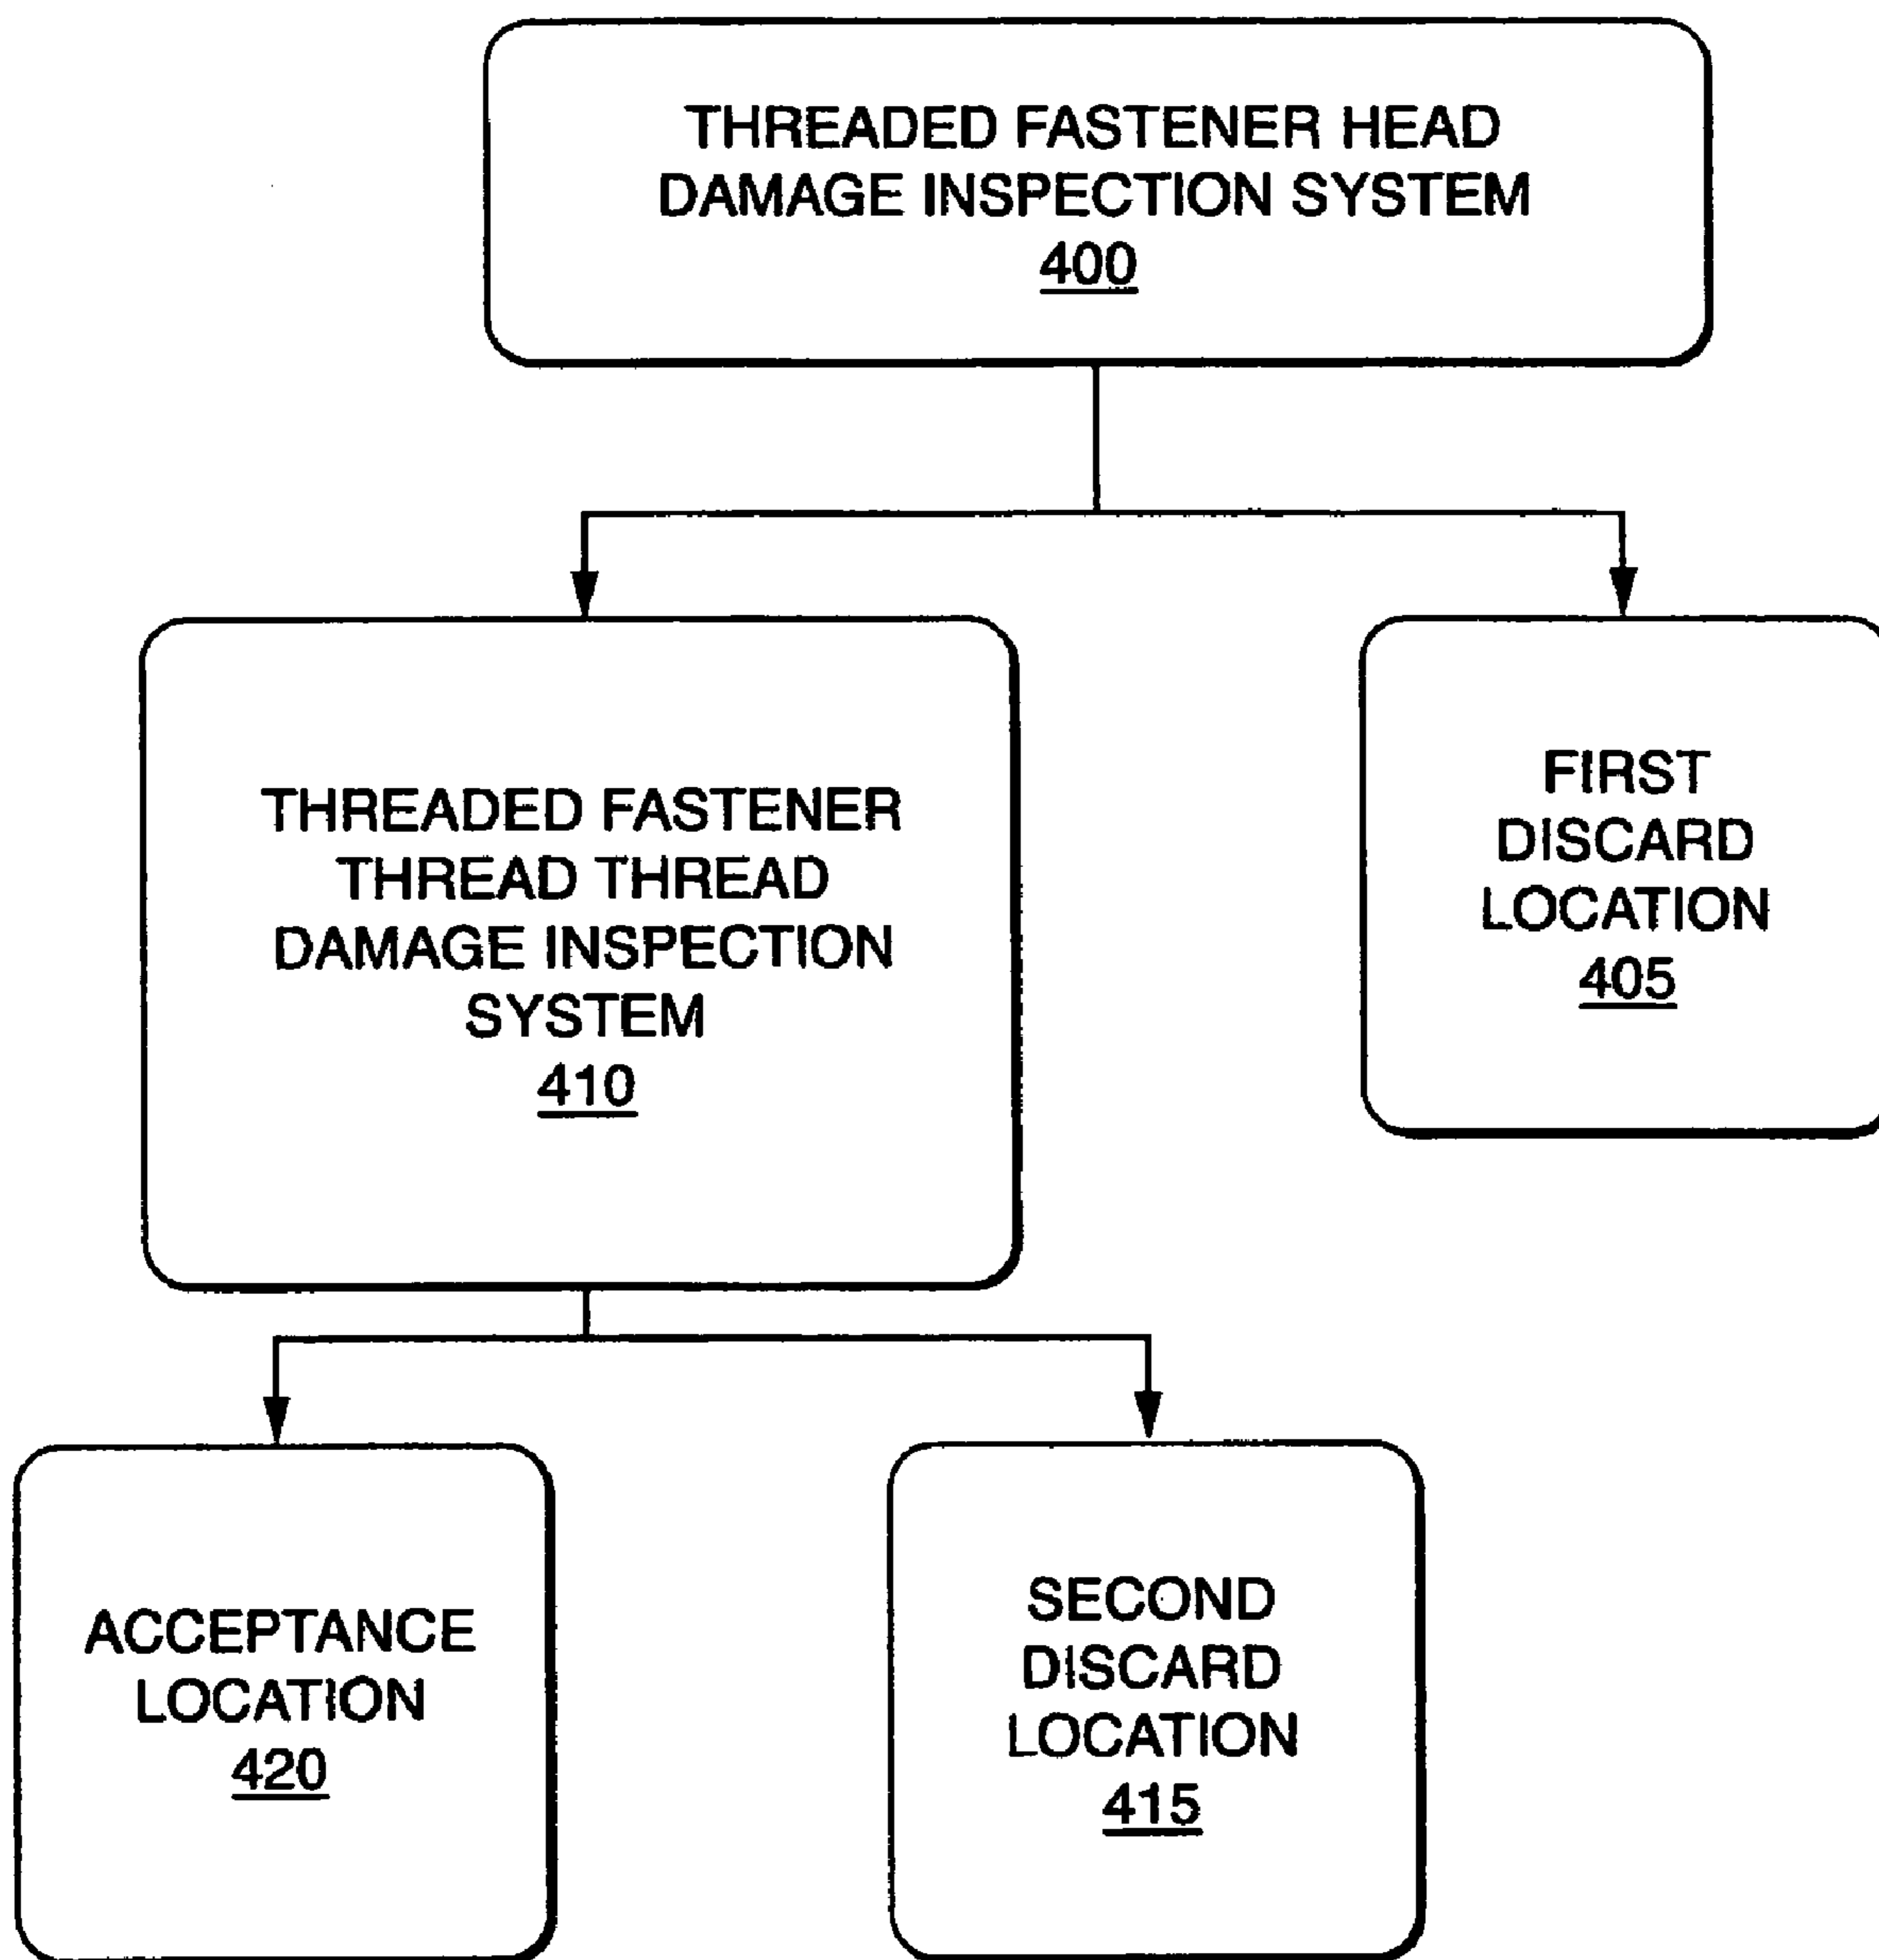 THREADED FASTENER HEAD
DAMAGE INSPECTION SYSTEM
400
THREADED FASTENER
THREAD THREAD
DAMAGE INSPECTION
SYSTEM
410
FIRST
DISCARD
LOCATION
405
ACCEPTANCE
LOCATION
420
SECOND
DISCARD
LOCATION
415